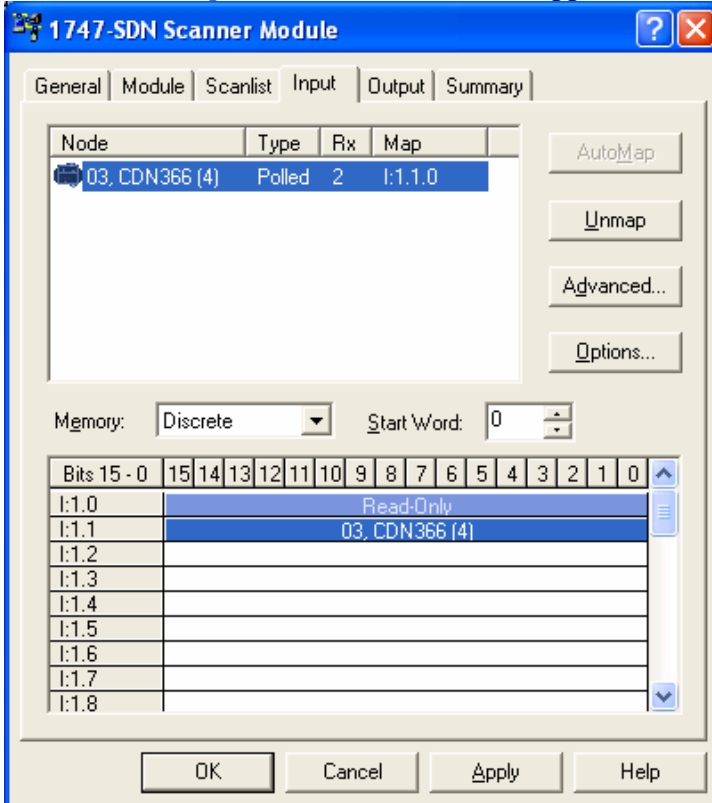 1747-SDN Scanner Module
General Module Scanlist Input Output Summary
Node Type Rx Map
03, CDN366 (4) Polled 2 I:1.1.0
AutoMap
Unmap
Advanced...
Options...
Memory: Discrete Start Word: 0
Bits 15 - 0 15 14 13 12 11 10 9 8 7 6 5 4 3 2 1 0
I:1.0 Read-Only
I:1.1 03, CDN366 (4)
I:1.2
I:1.3
I:1.4
I:1.5
I:1.6
I:1.7
I:1.8
OK Cancel Apply Help